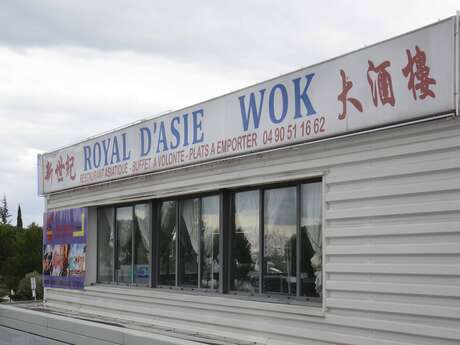 新世纪 ROYAL D'ASIE WOK 大酒樓
RESTAURANT ASIATIQUE - BUFFET A VOLONTE - PLATS A EMPORTER 04 90 51 16 62